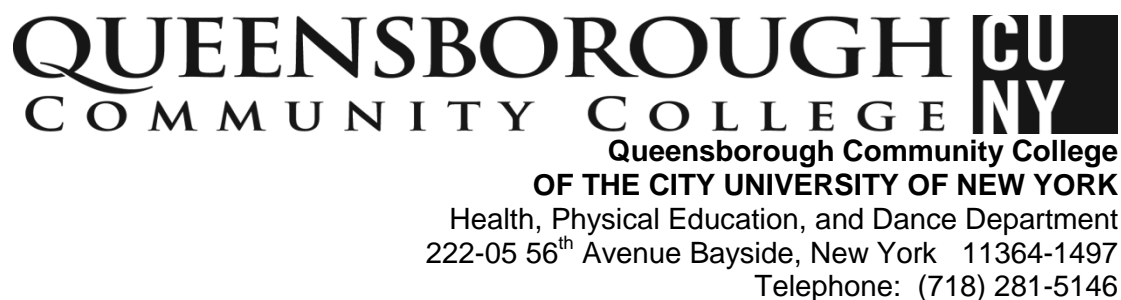 QUEENSBOROUGH CU
COMMUNITY COLLEGE NY
Queensborough Community College
OF THE CITY UNIVERSITY OF NEW YORK
Health, Physical Education, and Dance Department
222-05 56th Avenue Bayside, New York 11364-1497
Telephone: (718) 281-5146